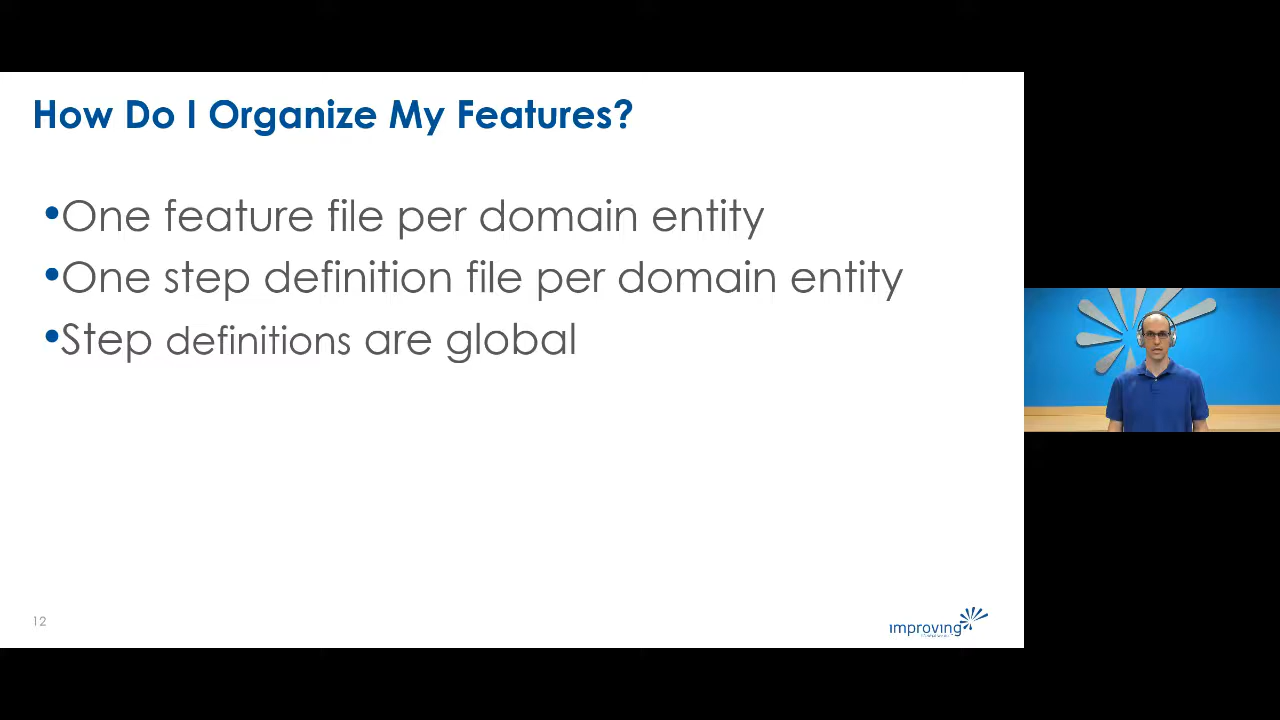 How Do I Organize My Features?
•One feature file per domain entity
•One step definition file per domain entity
•Step definitions are global
12
improving